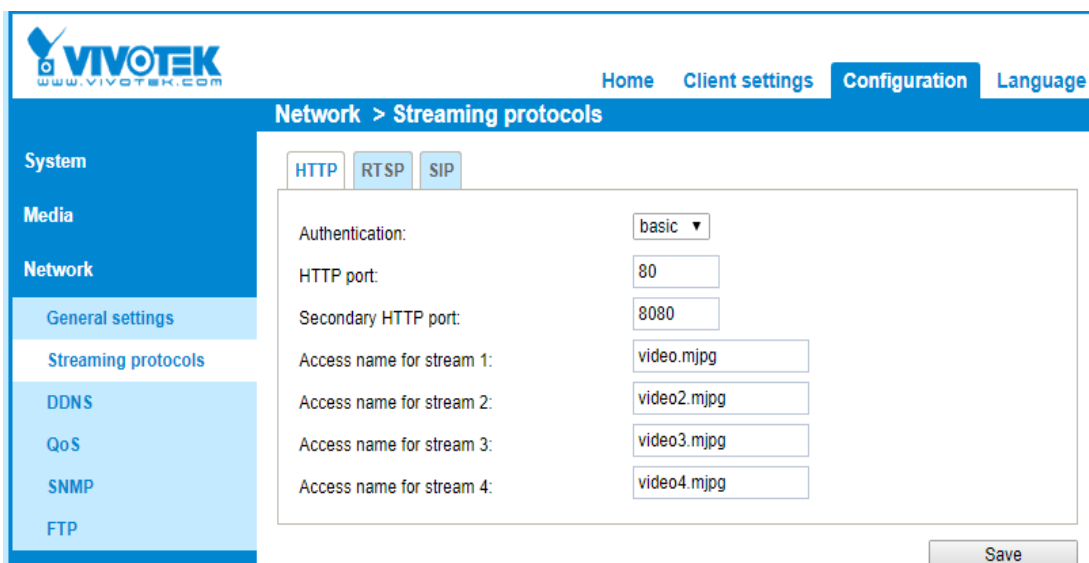 VIVOTEK
www.vivotek.com
Home Client settings Configuration Language
Network > Streaming protocols
System
Media
Network
General settings
Streaming protocols
DDNS
QoS
SNMP
FTP
HTTP RTSP SIP
Authentication: basic ▼
HTTP port: 80
Secondary HTTP port: 8080
Access name for stream 1: video.mjpg
Access name for stream 2: video2.mjpg
Access name for stream 3: video3.mjpg
Access name for stream 4: video4.mjpg
Save